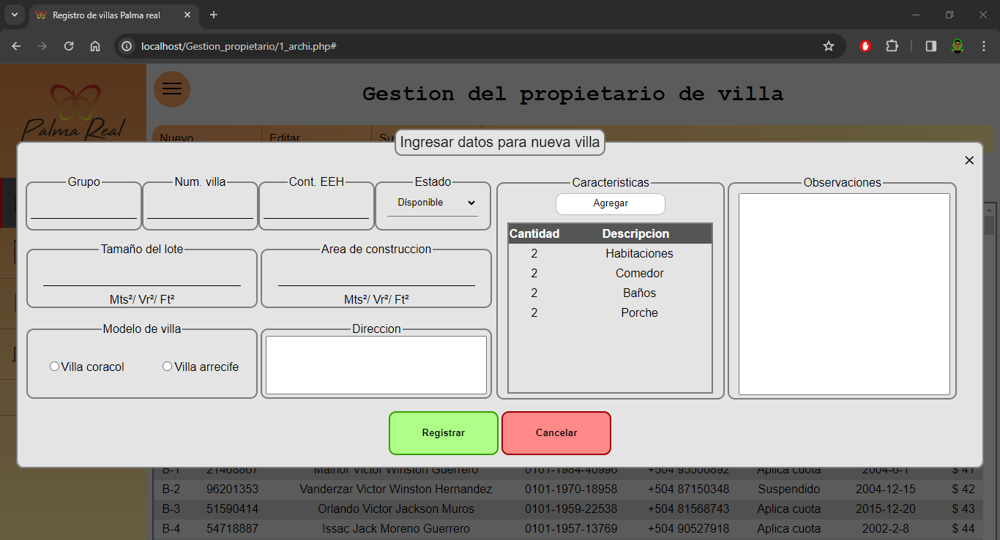 Registro de villas Palma real
localhost/Gestion_propietario/1_archi.php#
Palma Real
Gestion del propietario de villa
Nuevo Editar
Ingresar datos para nueva villa
Grupo Num. villa Cont. EEH Estado Caracteristicas Observaciones
Disponible Agregar
Cantidad Descripcion
2 Habitaciones
2 Comedor
2 Baños
2 Porche
Tamaño del lote Area de construccion
Mts²/ Vr²/ Ft² Mts²/ Vr²/ Ft²
Modelo de villa Direccion
Villa coracol Villa arrecife
Registrar Cancelar
B-1 21468867 Mainor Victor Winston Guerrero 0101-1984-40996 +504 95500892 Aplica cuota 2004-6-1 $ 41
B-2 96201353 Vanderzar Victor Winston Hernandez 0101-1970-18958 +504 87150348 Suspendido 2004-12-15 $ 42
B-3 51590414 Orlando Victor Jackson Muros 0101-1959-22538 +504 81568743 Aplica cuota 2015-12-20 $ 43
B-4 54718887 Issac Jack Moreno Guerrero 0101-1957-13769 +504 90527918 Aplica cuota 2002-2-8 $ 44